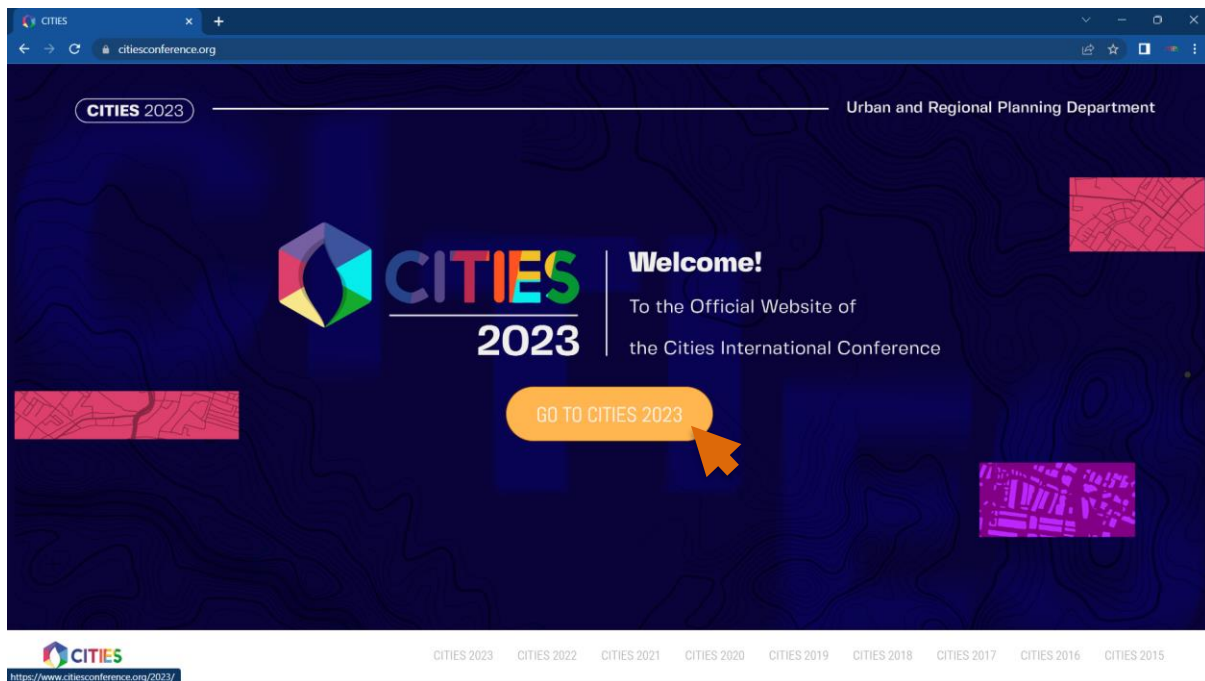 CITIES
citiesconference.org
CITIES 2023
Urban and Regional Planning Department
CITIES
2023
Welcome!
To the Official Website of
the Cities International Conference
GO TO CITIES 2023
CITIES
CITIES 2023 CITIES 2022 CITIES 2021 CITIES 2020 CITIES 2019 CITIES 2018 CITIES 2017 CITIES 2016 CITIES 2015
https://www.citiesconference.org/2023/